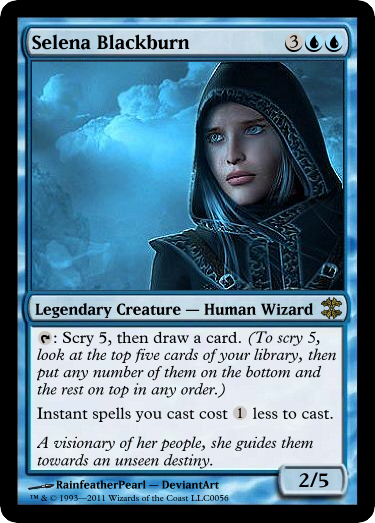 Selena Blackburn 3
Legendary Creature — Human Wizard
: Scry 5, then draw a card. (To scry 5,
look at the top five cards of your library, then
put any number of them on the bottom and
the rest on top in any order.)
Instant spells you cast cost 1 less to cast.
A visionary of her people, she guides them
towards an unseen destiny.
2/5
RainfeatherPearl — DeviantArt
™ & © 1993—2011 Wizards of the Coast LLC0056